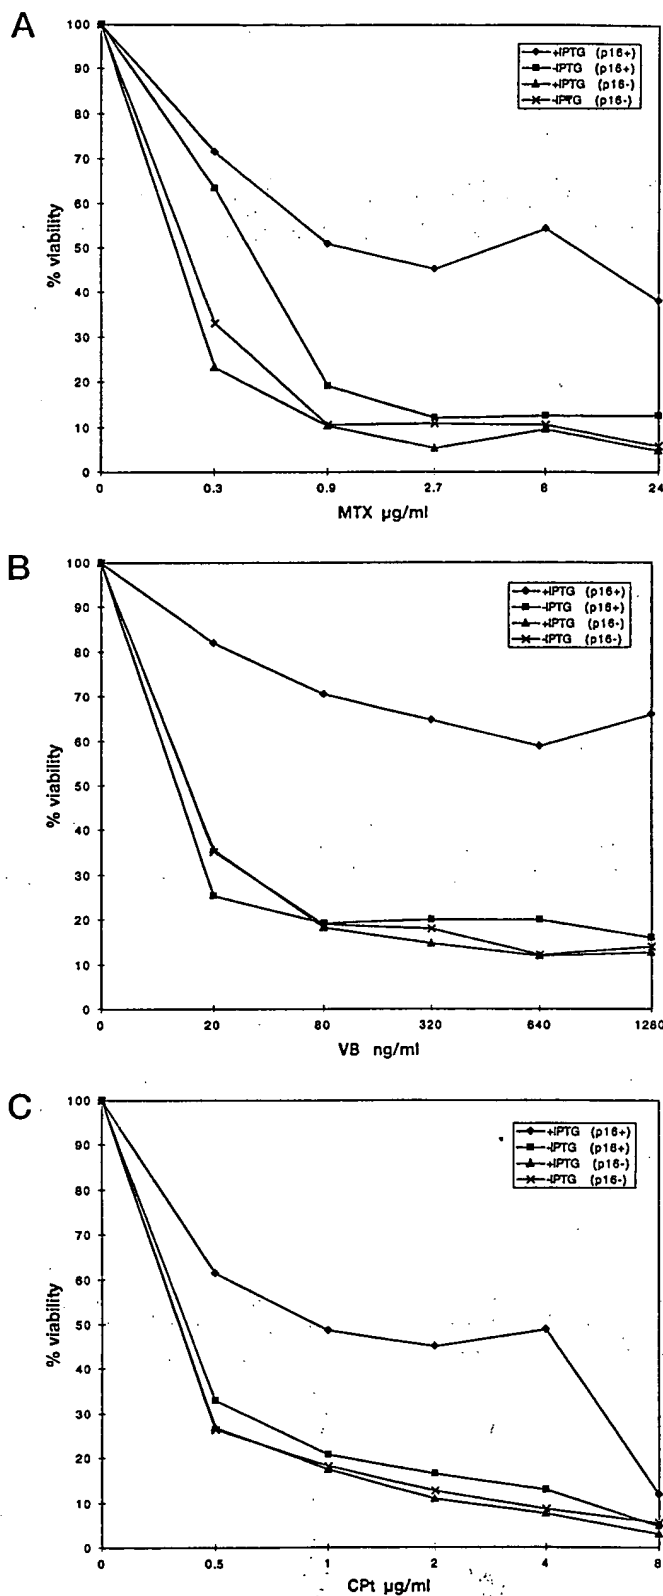 A
100
90
80
70
60
50
40
30
20
10
0
% viability
+IPTG (p16+)
-IPTG (p16+)
+IPTG (p16-)
-IPTG (p16-)
0 0.3 0.9 2.7 8 24
MTX µg/ml
B
100
90
80
70
60
50
40
30
20
10
0
% viability
+IPTG (p16+)
-IPTG (p16+)
+IPTG (p16-)
-IPTG (p16-)
0 20 80 320 640 1280
VB ng/ml
C
100
90
80
70
60
50
40
30
20
10
0
% viability
+IPTG (p16+)
-IPTG (p16+)
+IPTG (p16-)
-IPTG (p16-)
0 0.5 1 2 4 8
CPt µg/ml